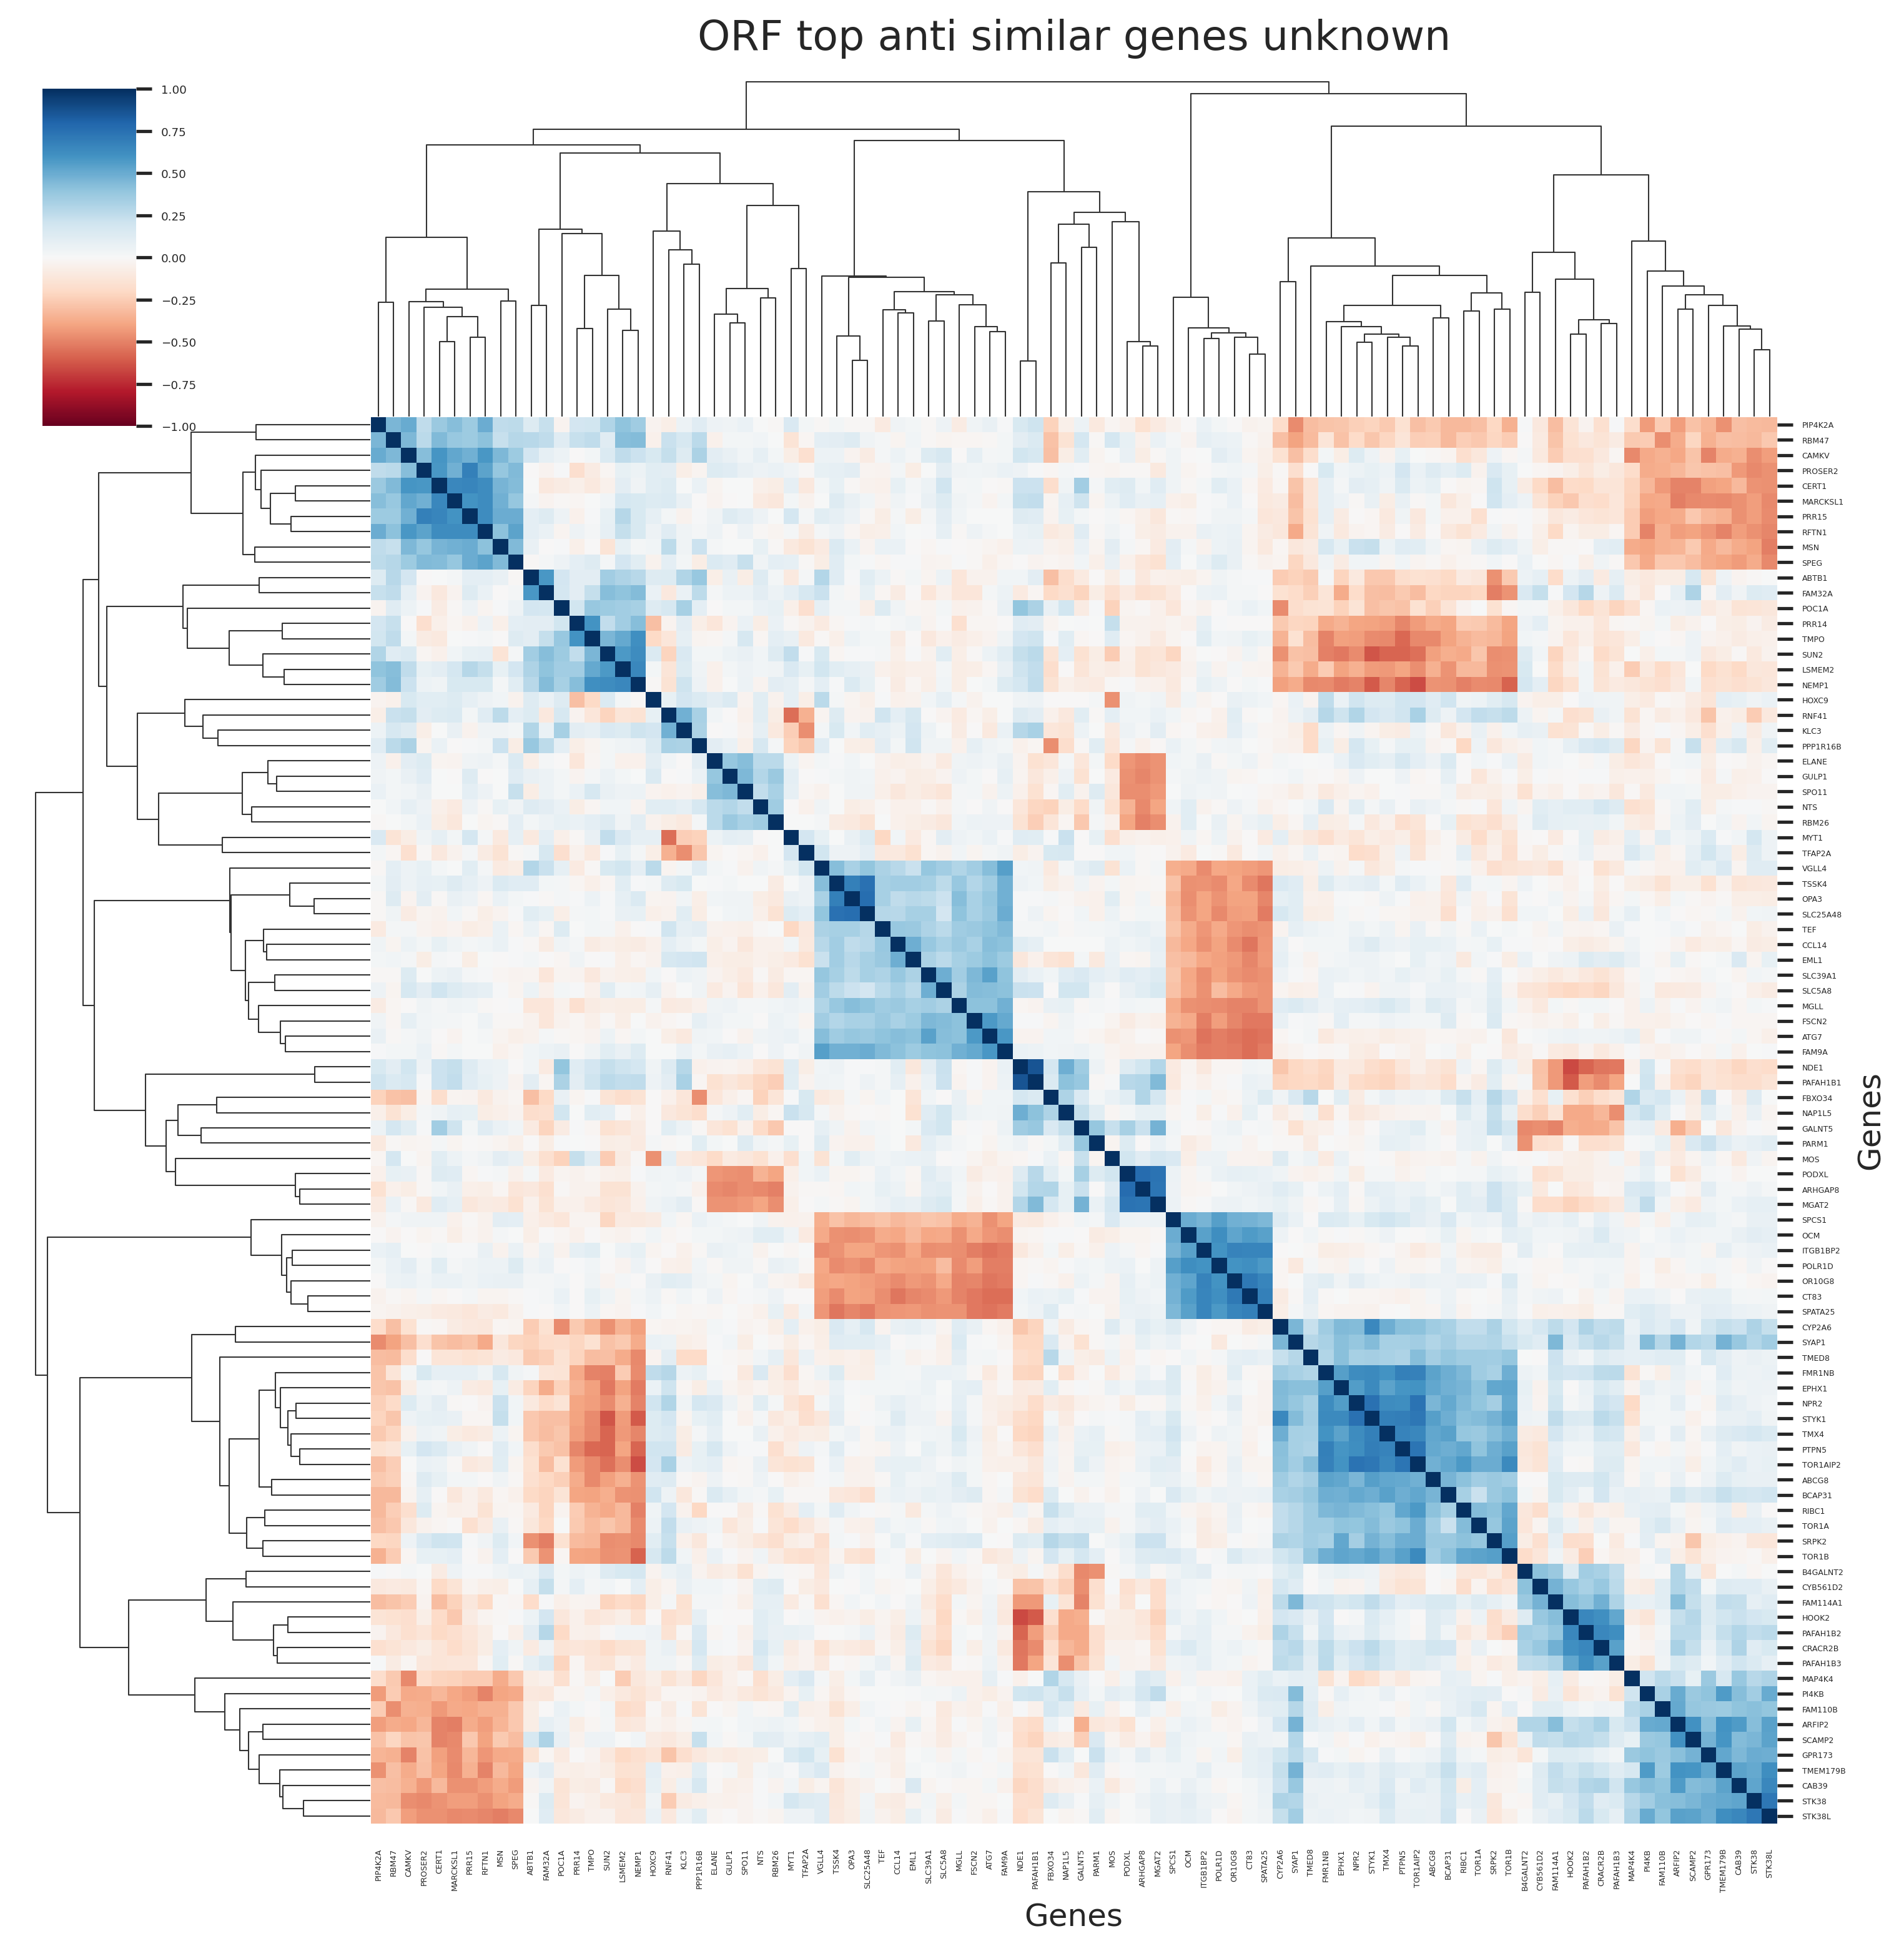 ORF top anti similar genes unknown
1.00
0.75
0.50
0.25
0.00
−0.25
−0.50
−0.75
−1.00
PIP4K2A
RBM47
CAMKV
PROSER2
CERT1
MARCKSL1
PRR15
RFTN1
MSN
SPEG
ABTB1
FAM32A
POC1A
PRR14
TMPO
SUN2
LSMEM2
NEMP1
HOXC9
RNF41
KLC3
PPP1R16B
ELANE
GULP1
SPO11
NTS
RBM26
MYT1
TFAP2A
VGLL4
TSSK4
OPA3
SLC25A48
TEF
CCL14
EML1
SLC39A1
SLC5A8
MGLL
FSCN2
ATG7
FAM9A
NDE1
PAFAH1B1
FBXO34
NAP1L5
GALNT5
PARM1
MOS
PODXL
ARHGAP8
MGAT2
SPCS1
OCM
ITGB1BP2
POLR1D
OR10G8
CT83
SPATA25
CYP2A6
SYAP1
TMED8
FMR1NB
EPHX1
NPR2
STYK1
TMX4
PTPN5
TOR1AIP2
ABCG8
BCAP31
RIBC1
TOR1A
SRPK2
TOR1B
B4GALNT2
CYB561D2
FAM114A1
HOOK2
PAFAH1B2
CRACR2B
PAFAH1B3
MAP4K4
PI4KB
FAM110B
ARFIP2
SCAMP2
GPR173
TMEM179B
CAB39
STK38
STK38L
Genes
PIP4K2A
RBM47
CAMKV
PROSER2
CERT1
MARCKSL1
PRR15
RFTN1
MSN
SPEG
ABTB1
FAM32A
POC1A
PRR14
TMPO
SUN2
LSMEM2
NEMP1
HOXC9
RNF41
KLC3
PPP1R16B
ELANE
GULP1
SPO11
NTS
RBM26
MYT1
TFAP2A
VGLL4
TSSK4
OPA3
SLC25A48
TEF
CCL14
EML1
SLC39A1
SLC5A8
MGLL
FSCN2
ATG7
FAM9A
NDE1
PAFAH1B1
FBXO34
NAP1L5
GALNT5
PARM1
MOS
PODXL
ARHGAP8
MGAT2
SPCS1
OCM
ITGB1BP2
POLR1D
OR10G8
CT83
SPATA25
CYP2A6
SYAP1
TMED8
FMR1NB
EPHX1
NPR2
STYK1
TMX4
PTPN5
TOR1AIP2
ABCG8
BCAP31
RIBC1
TOR1A
SRPK2
TOR1B
B4GALNT2
CYB561D2
FAM114A1
HOOK2
PAFAH1B2
CRACR2B
PAFAH1B3
MAP4K4
PI4KB
FAM110B
ARFIP2
SCAMP2
GPR173
TMEM179B
CAB39
STK38
STK38L
Genes